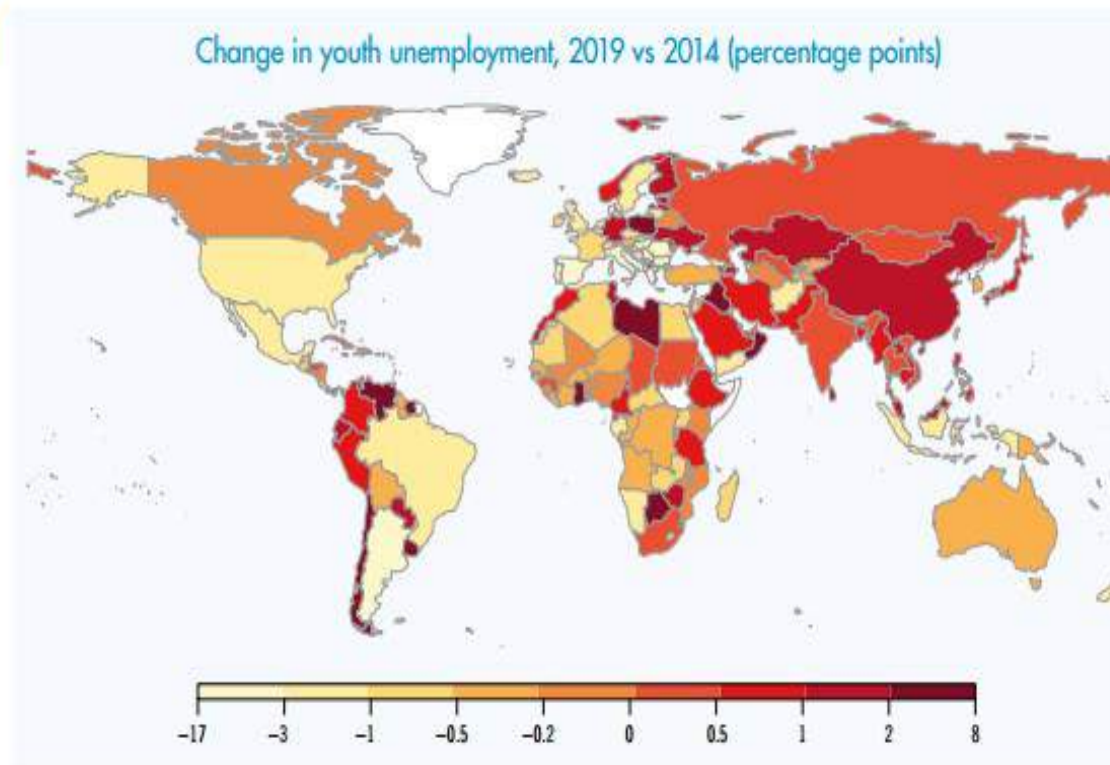 Change in youth unemployment, 2019 vs 2014 (percentage points)
−17 −3 −1 −0.5 −0.2 0 0.5 1 2 8